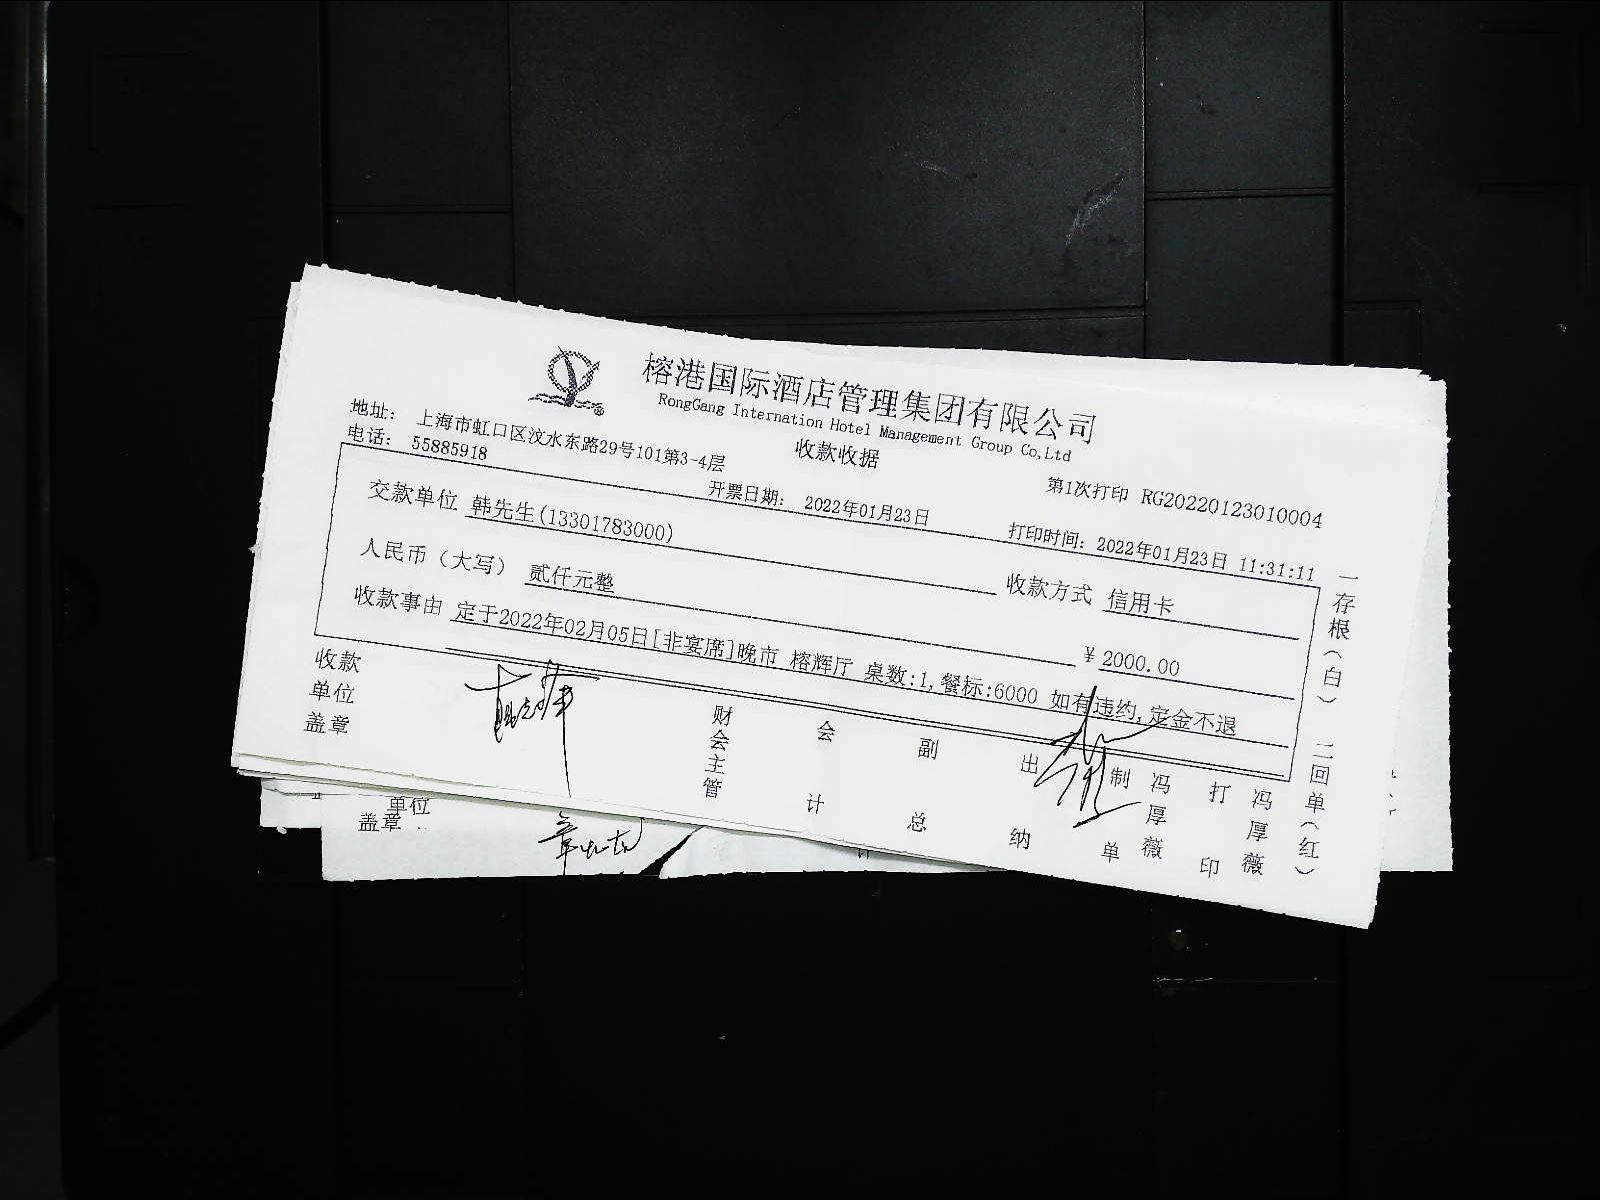 榕港国际酒店管理集团有限公司
RongGang Internation Hotel Management Group Co,Ltd
收款收据
地址: 上海市虹口区汶水东路29号101第3-4层
电话: 55885918
第1次打印 RG202201230010004
开票日期: 2022年01月23日
打印时间: 2022年01月23日 11:31:11
交款单位 韩先生(13301783000)
收款方式 信用卡
人民币（大写） 贰仟元整
¥ 2000.00
收款事由 定于2022年02月05日[非宴席]晚市 榕辉厅 桌数:1,餐标:6000 如有违约,定金不退
收款单位盖章
财会主管
会计
副总
出纳
制单 冯厚薇
打印 冯厚薇
一存根(白) 二回单(红)
单位
盖章